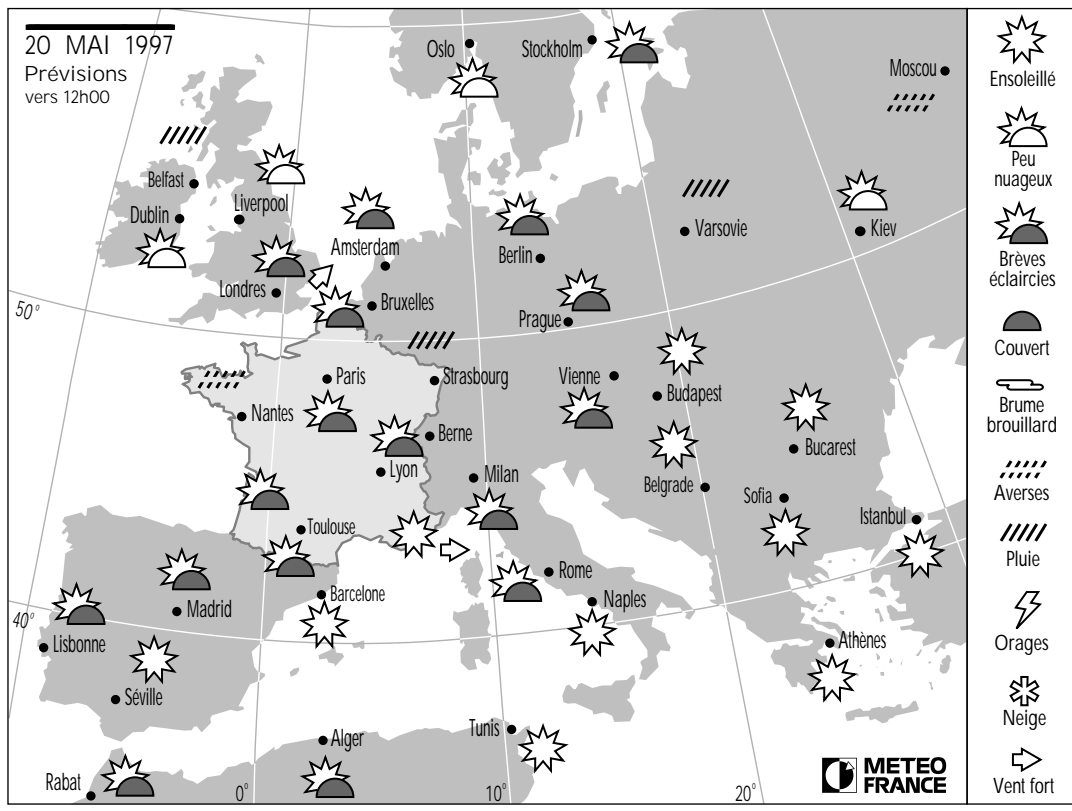 20 MAI 1997
Prévisions
vers 12h00
Oslo
Stockholm
Moscou
Belfast
Dublin
Liverpool
Amsterdam
Berlin
Varsovie
Kiev
Londres
Bruxelles
Prague
50°
Paris
Strasbourg
Vienne
Budapest
Nantes
Berne
Bucarest
Lyon
Milan
Belgrade
Sofia
Istanbul
Toulouse
Rome
Barcelone
Naples
Madrid
40°
Lisbonne
Athènes
Séville
Tunis
Alger
Rabat
0°
10°
20°
METEO
FRANCE
Ensoleillé
Peu
nuageux
Brèves
éclaircies
Couvert
Brume
brouillard
Averses
Pluie
Orages
Neige
Vent fort